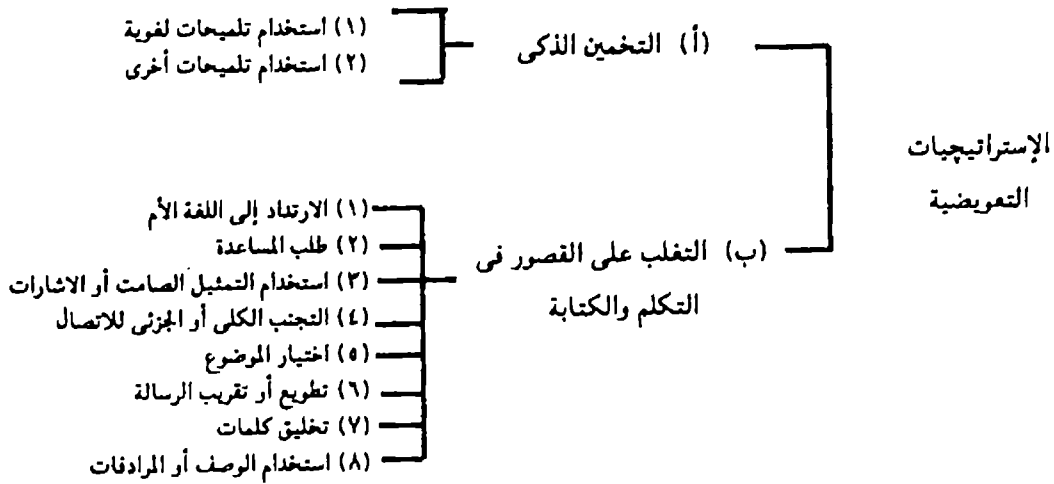 الإستراتيچيات
التعويضية
(أ) التخمين الذكى
(١) استخدام تلميحات لغوية
(٢) استخدام تلميحات أخرى
(ب) التغلب على القصور فى
التكلم والكتابة
(١) الارتداد إلى اللغة الأم
(٢) طلب المساعدة
(٣) استخدام التمثيل الصامت أو الاشارات
(٤) التجنب الكلى أو الجزئى للاتصال
(٥) اختيار الموضوع
(٦) تطويع أو تقريب الرسالة
(٧) تخليق كلمات
(٨) استخدام الوصف أو المرادفات